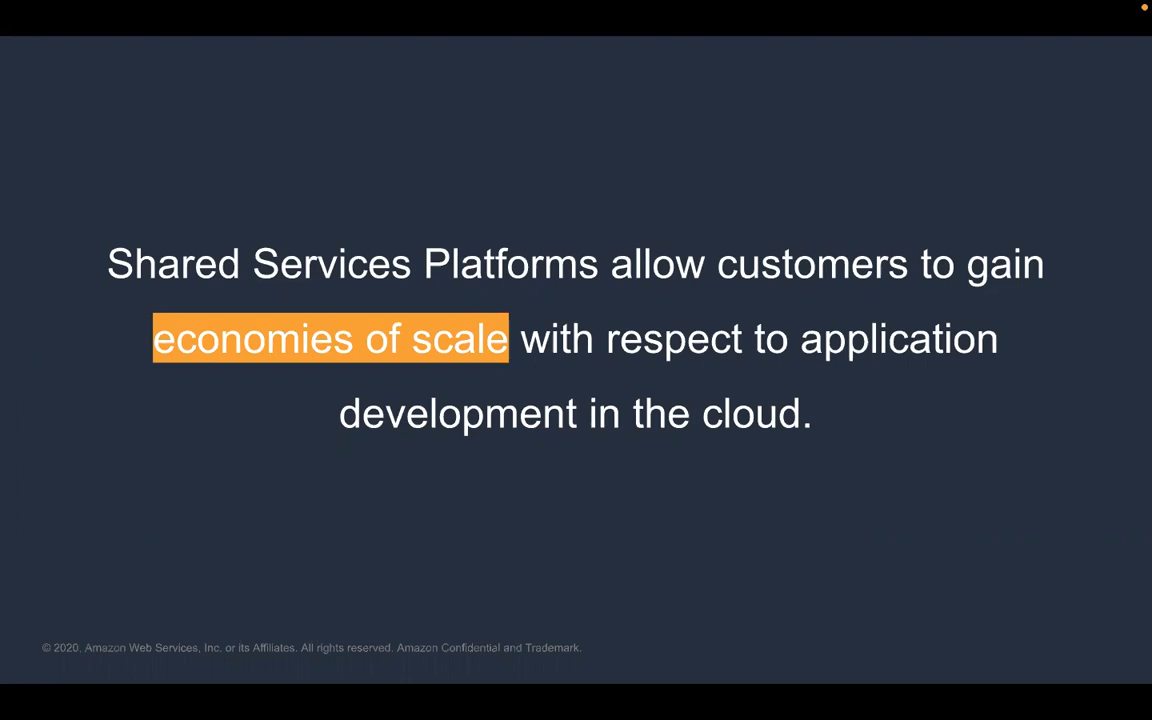 Shared Services Platforms allow customers to gain
economies of scale with respect to application
development in the cloud.
© 2020, Amazon Web Services, Inc. or its Affiliates. All rights reserved. Amazon Confidential and Trademark.